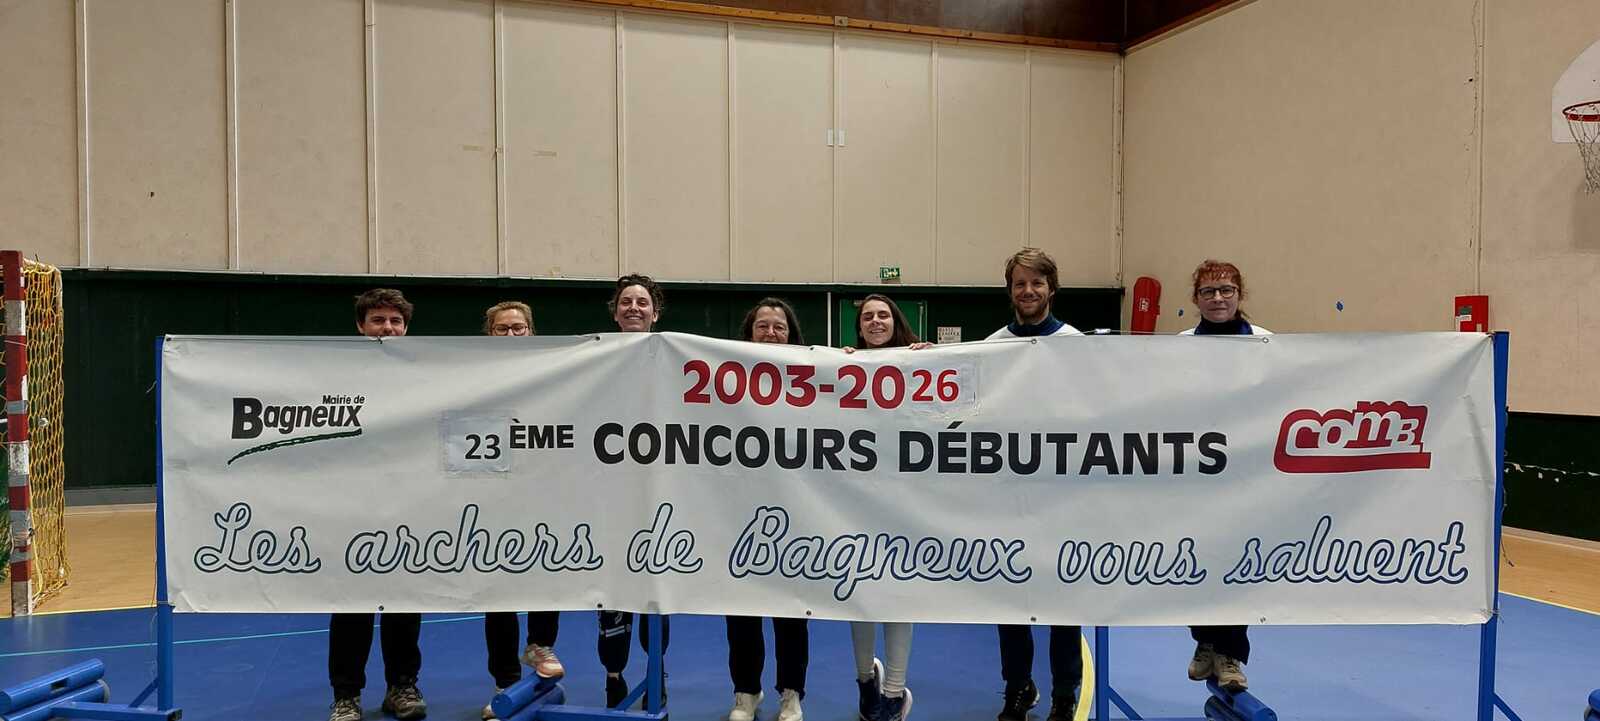 2003-2026
Mairie de
Bagneux
23ÈME CONCOURS DÉBUTANTS
COMB
Les archers de Bagneux vous saluent